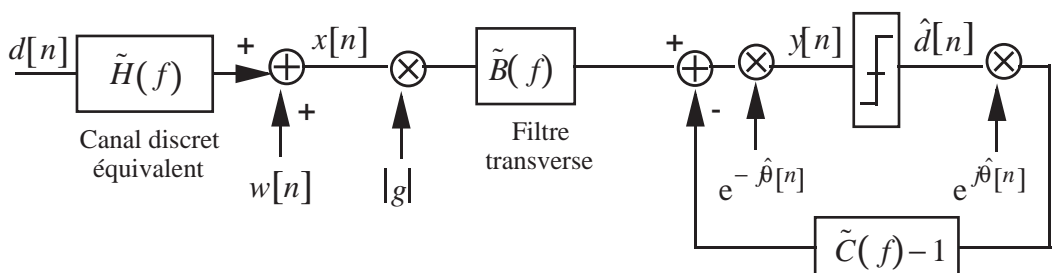 d[n]
H̃(f)
+
+
x[n]
+
w[n]
×
|g|
B̃(f)
+
+
-
×
y[n]
d̂[n]
×
Canal discret
équivalent
Filtre
transverse
e^{-jθ̂[n]}
e^{jθ̂[n]}
C̃(f)-1